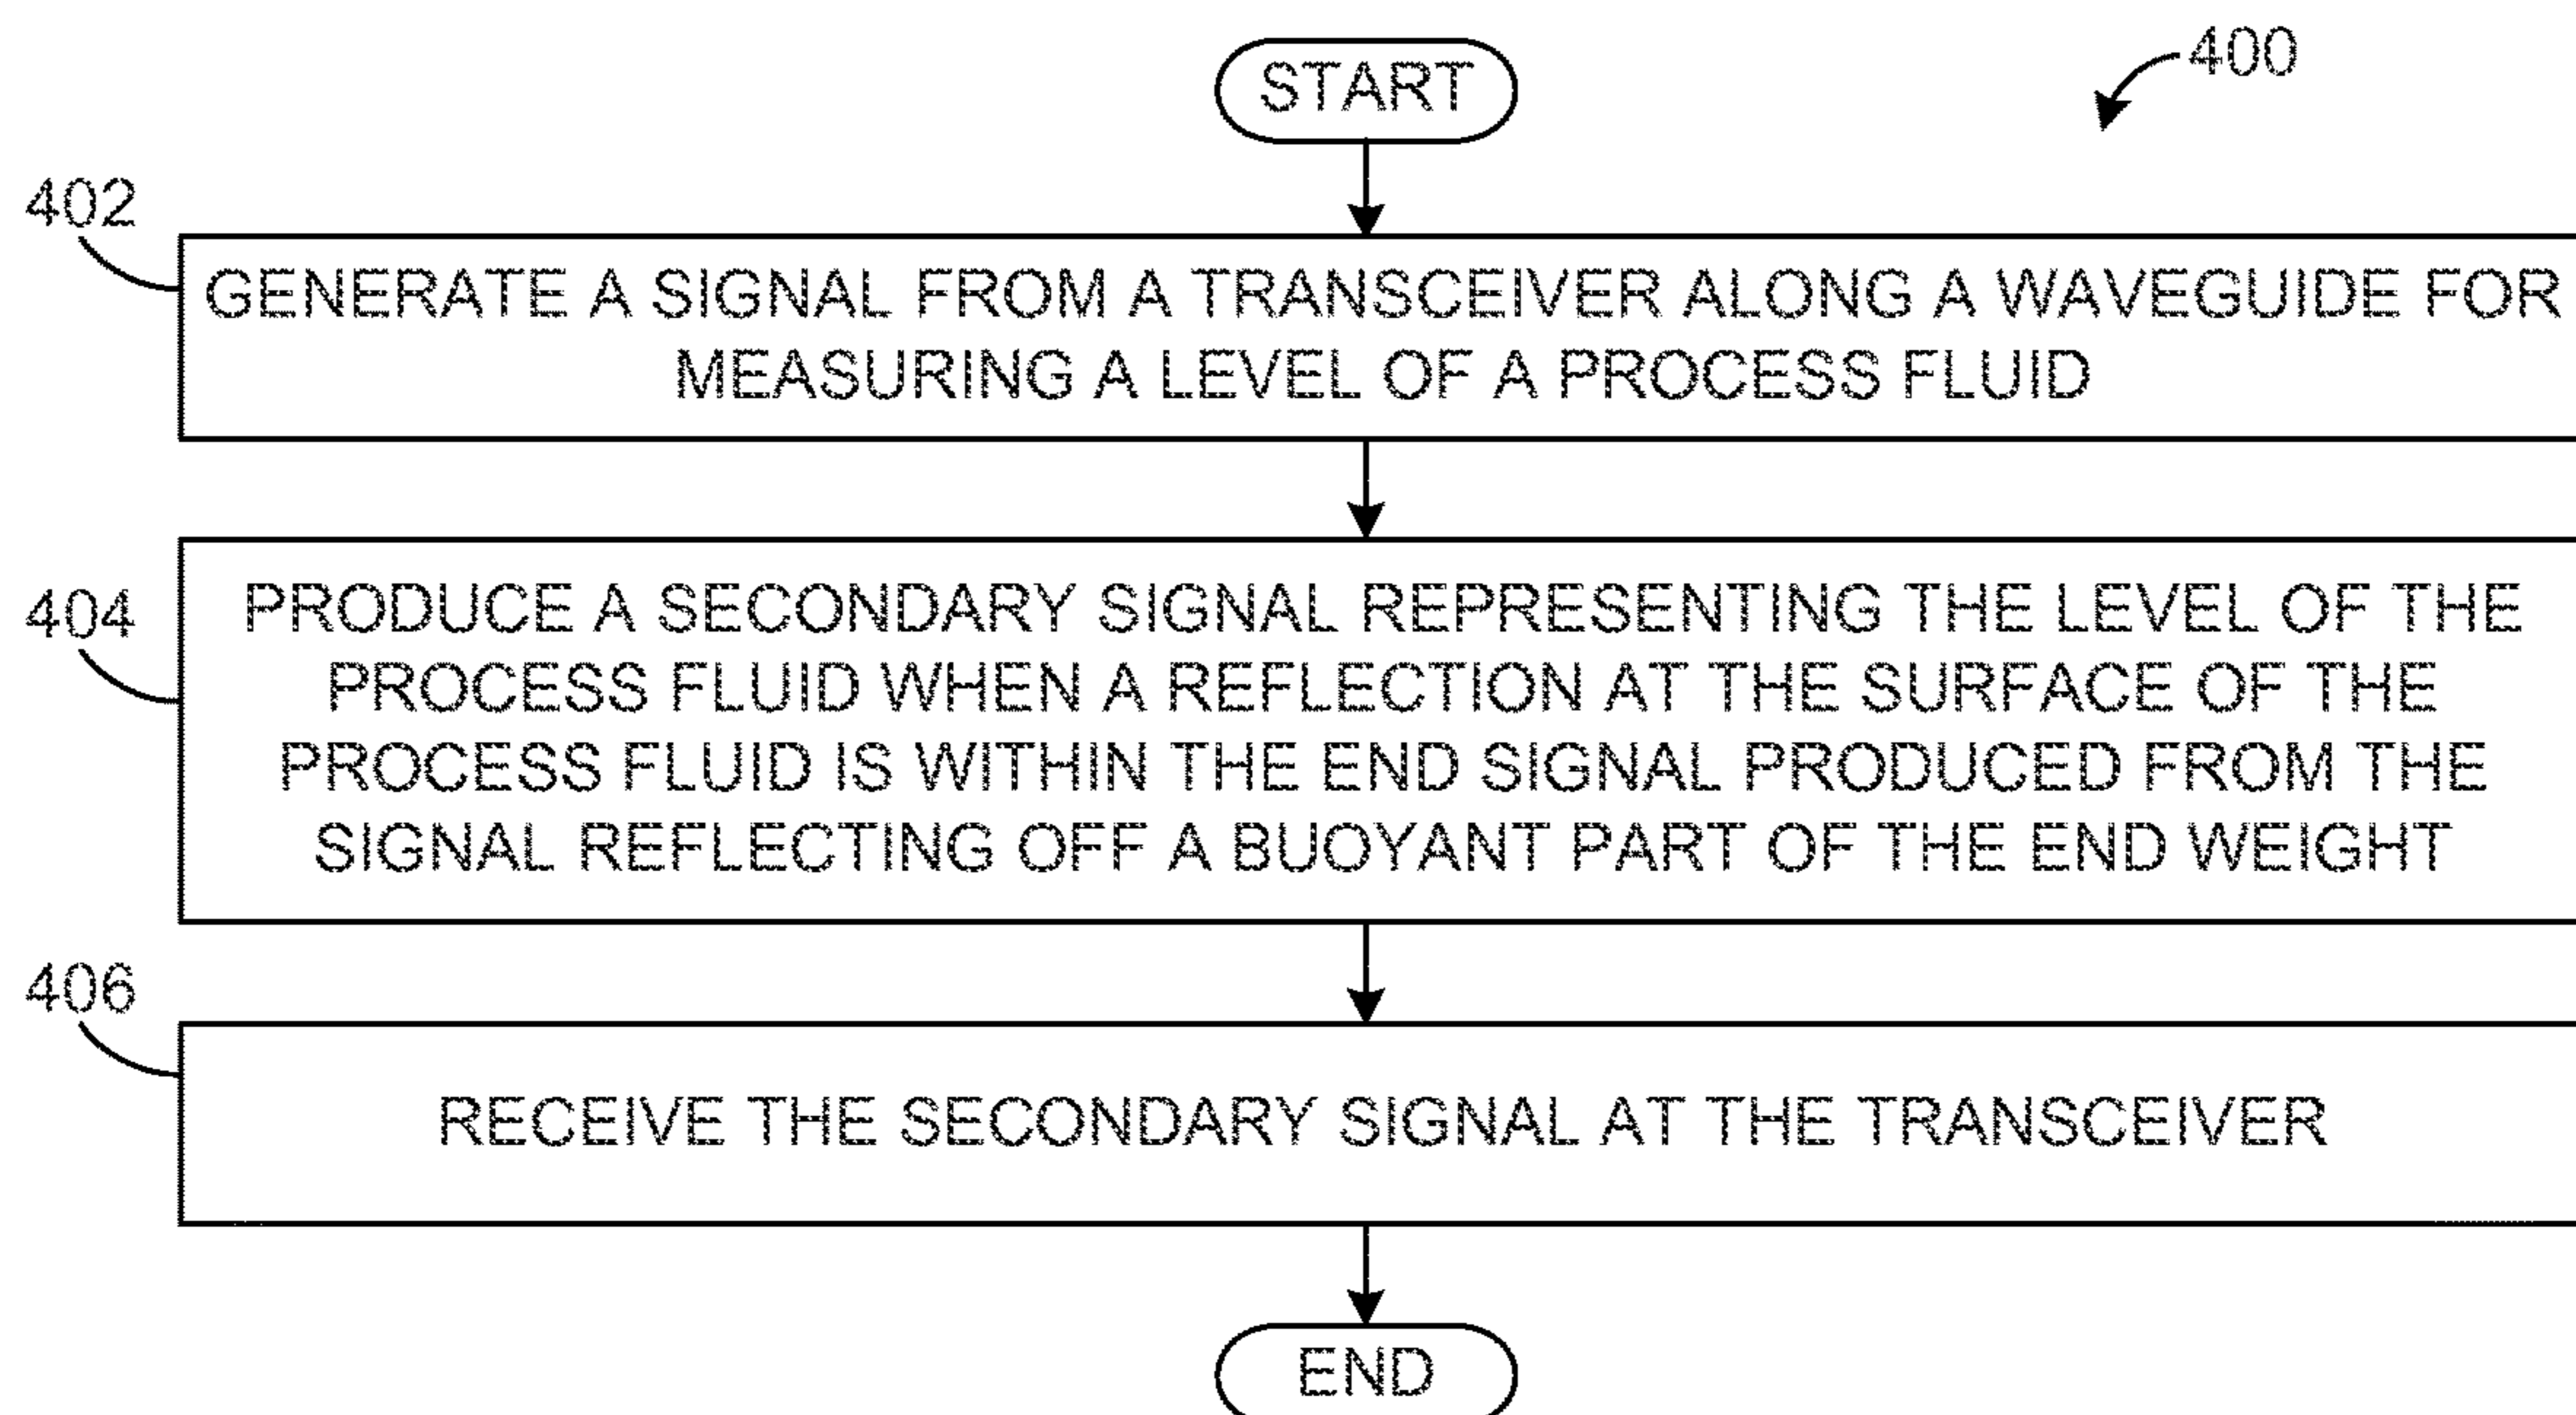 START
400
402
GENERATE A SIGNAL FROM A TRANSCEIVER ALONG A WAVEGUIDE FOR
MEASURING A LEVEL OF A PROCESS FLUID
404
PRODUCE A SECONDARY SIGNAL REPRESENTING THE LEVEL OF THE
PROCESS FLUID WHEN A REFLECTION AT THE SURFACE OF THE
PROCESS FLUID IS WITHIN THE END SIGNAL PRODUCED FROM THE
SIGNAL REFLECTING OFF A BUOYANT PART OF THE END WEIGHT
406
RECEIVE THE SECONDARY SIGNAL AT THE TRANSCEIVER
END